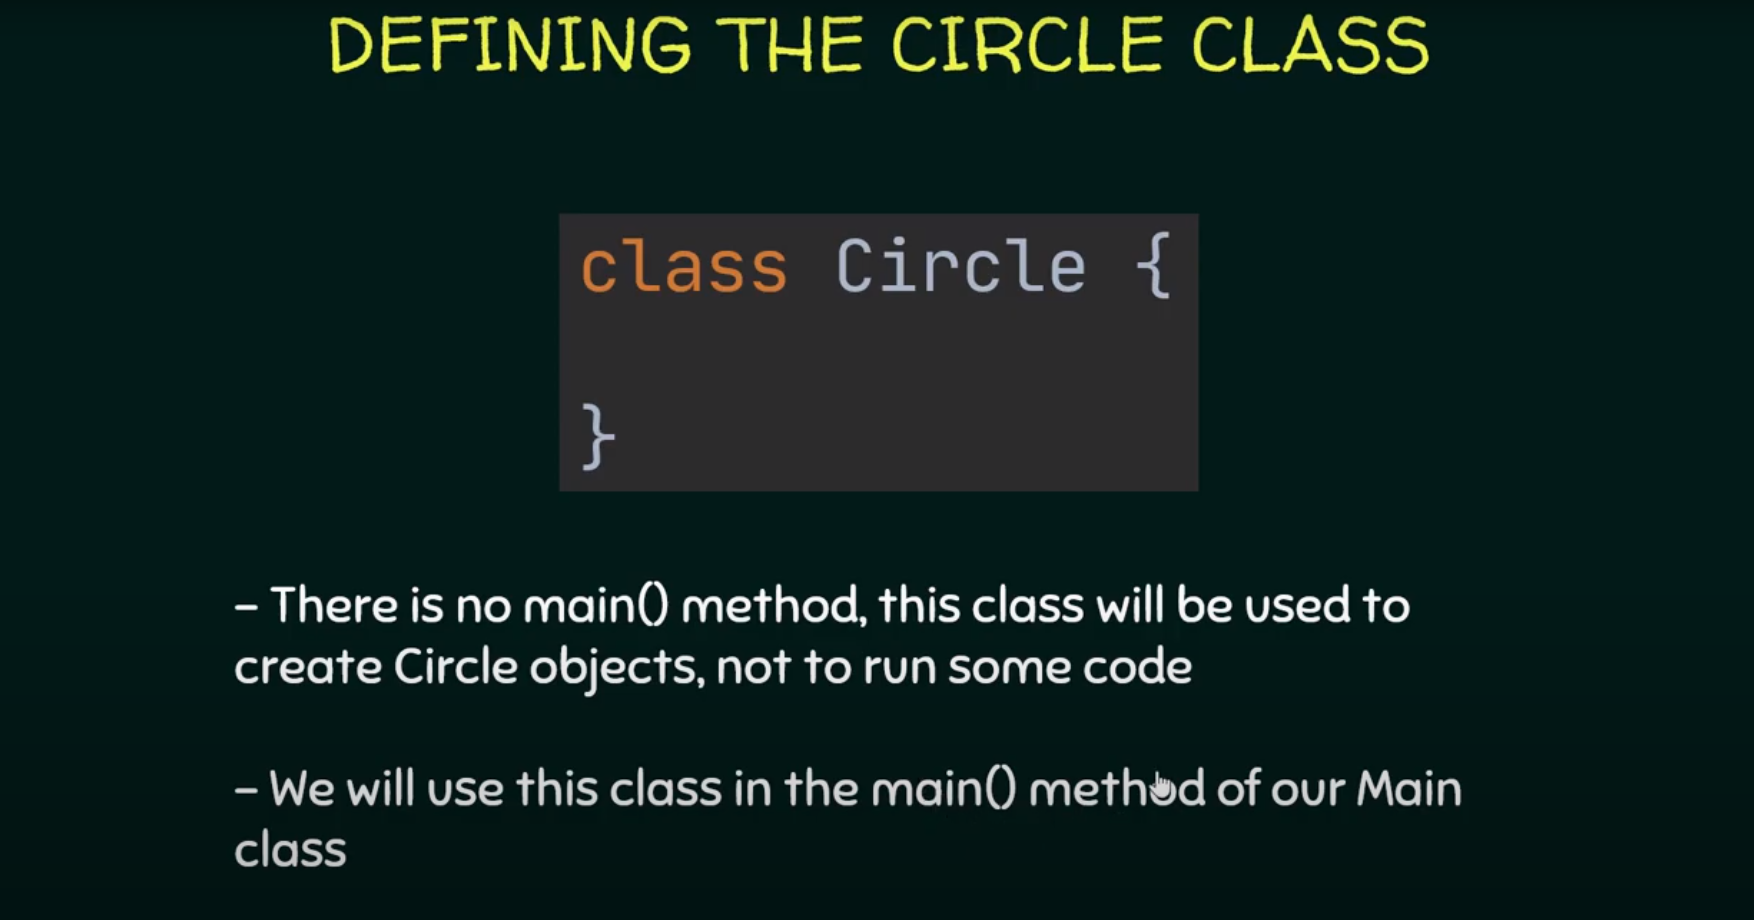 DEFINING THE CIRCLE CLASS
class Circle {
}
– There is no main() method, this class will be used to
create Circle objects, not to run some code
– We will use this class in the main() method of our Main
class